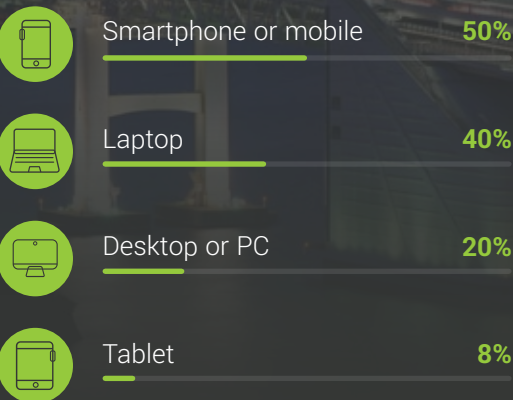 Smartphone or mobile 50%
Laptop 40%
Desktop or PC 20%
Tablet 8%